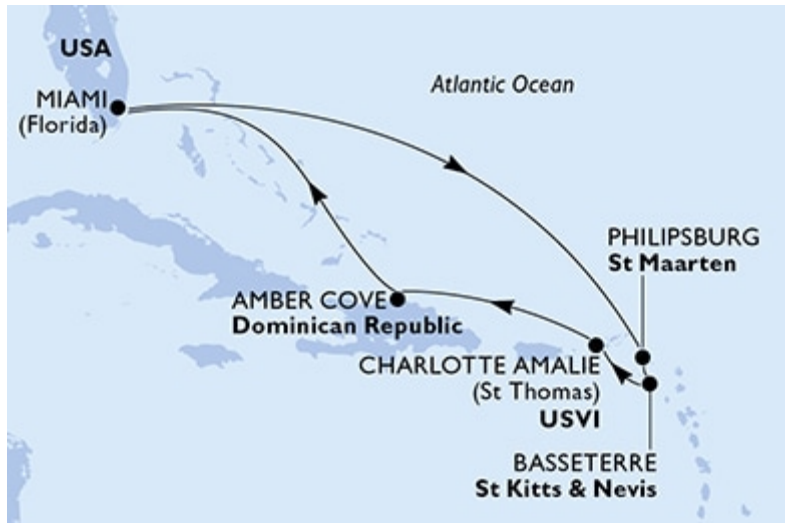 USA
MIAMI
(Florida)
Atlantic Ocean
PHILIPSBURG
St Maarten
AMBER COVE
Dominican Republic
CHARLOTTE AMALIE
(St Thomas)
USVI
BASSETERRE
St Kitts & Nevis